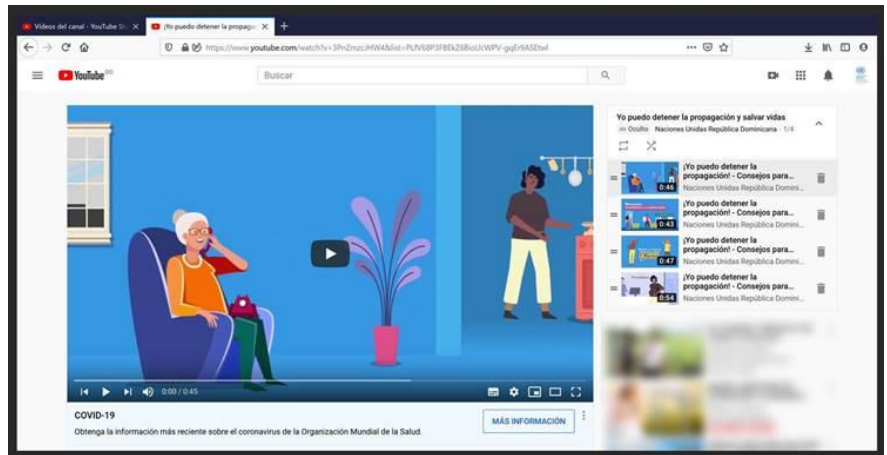 Vídeos del canal - YouTube St
¡Yo puedo detener la propaga
https://www.youtube.com/watch?v=
YouTube DO
Buscar
0:00 / 0:45
COVID-19
Obtenga la información más reciente sobre el coronavirus de la Organización Mundial de la Salud.
MÁS INFORMACIÓN
Yo puedo detener la propagación y salvar vidas
Oculto Naciones Unidas República Dominicana - 1/4
¡Yo puedo detener la
propagación! - Consejos para...
Naciones Unidas República Domini...
0:46
¡Yo puedo detener la
propagación! - Consejos para...
Naciones Unidas República Domini...
0:43
¡Yo puedo detener la
propagación! - Consejos para...
Naciones Unidas República Domini...
0:47
¡Yo puedo detener la
propagación! - Consejos para...
Naciones Unidas República Domini...
0:54